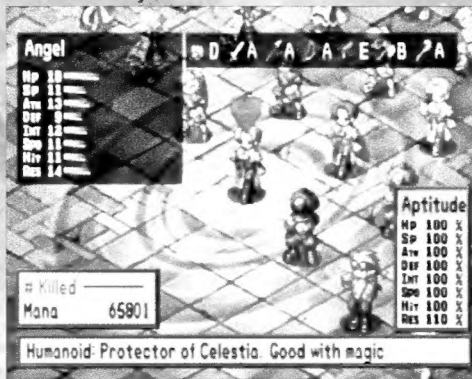 Angel
D A A A E B A
HP 10
SP 11
ATK 13
DEF 9
INT 12
SPD 11
HIT 11
RES 14
Aptitude
HP 100 %
SP 100 %
ATK 100 %
DEF 100 %
INT 100 %
SPD 100 %
HIT 100 %
RES 110 %
# Killed
Mana 65801
Humanoid: Protector of Celestia. Good with magic